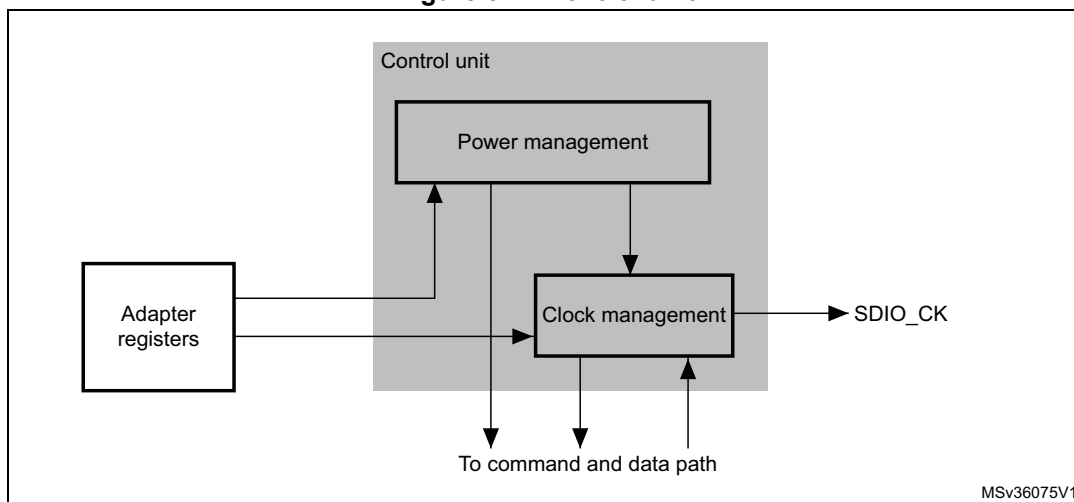 Control unit
Power management
Adapter
registers
Clock management
SDIO_CK
To command and data path
MSv36075V1